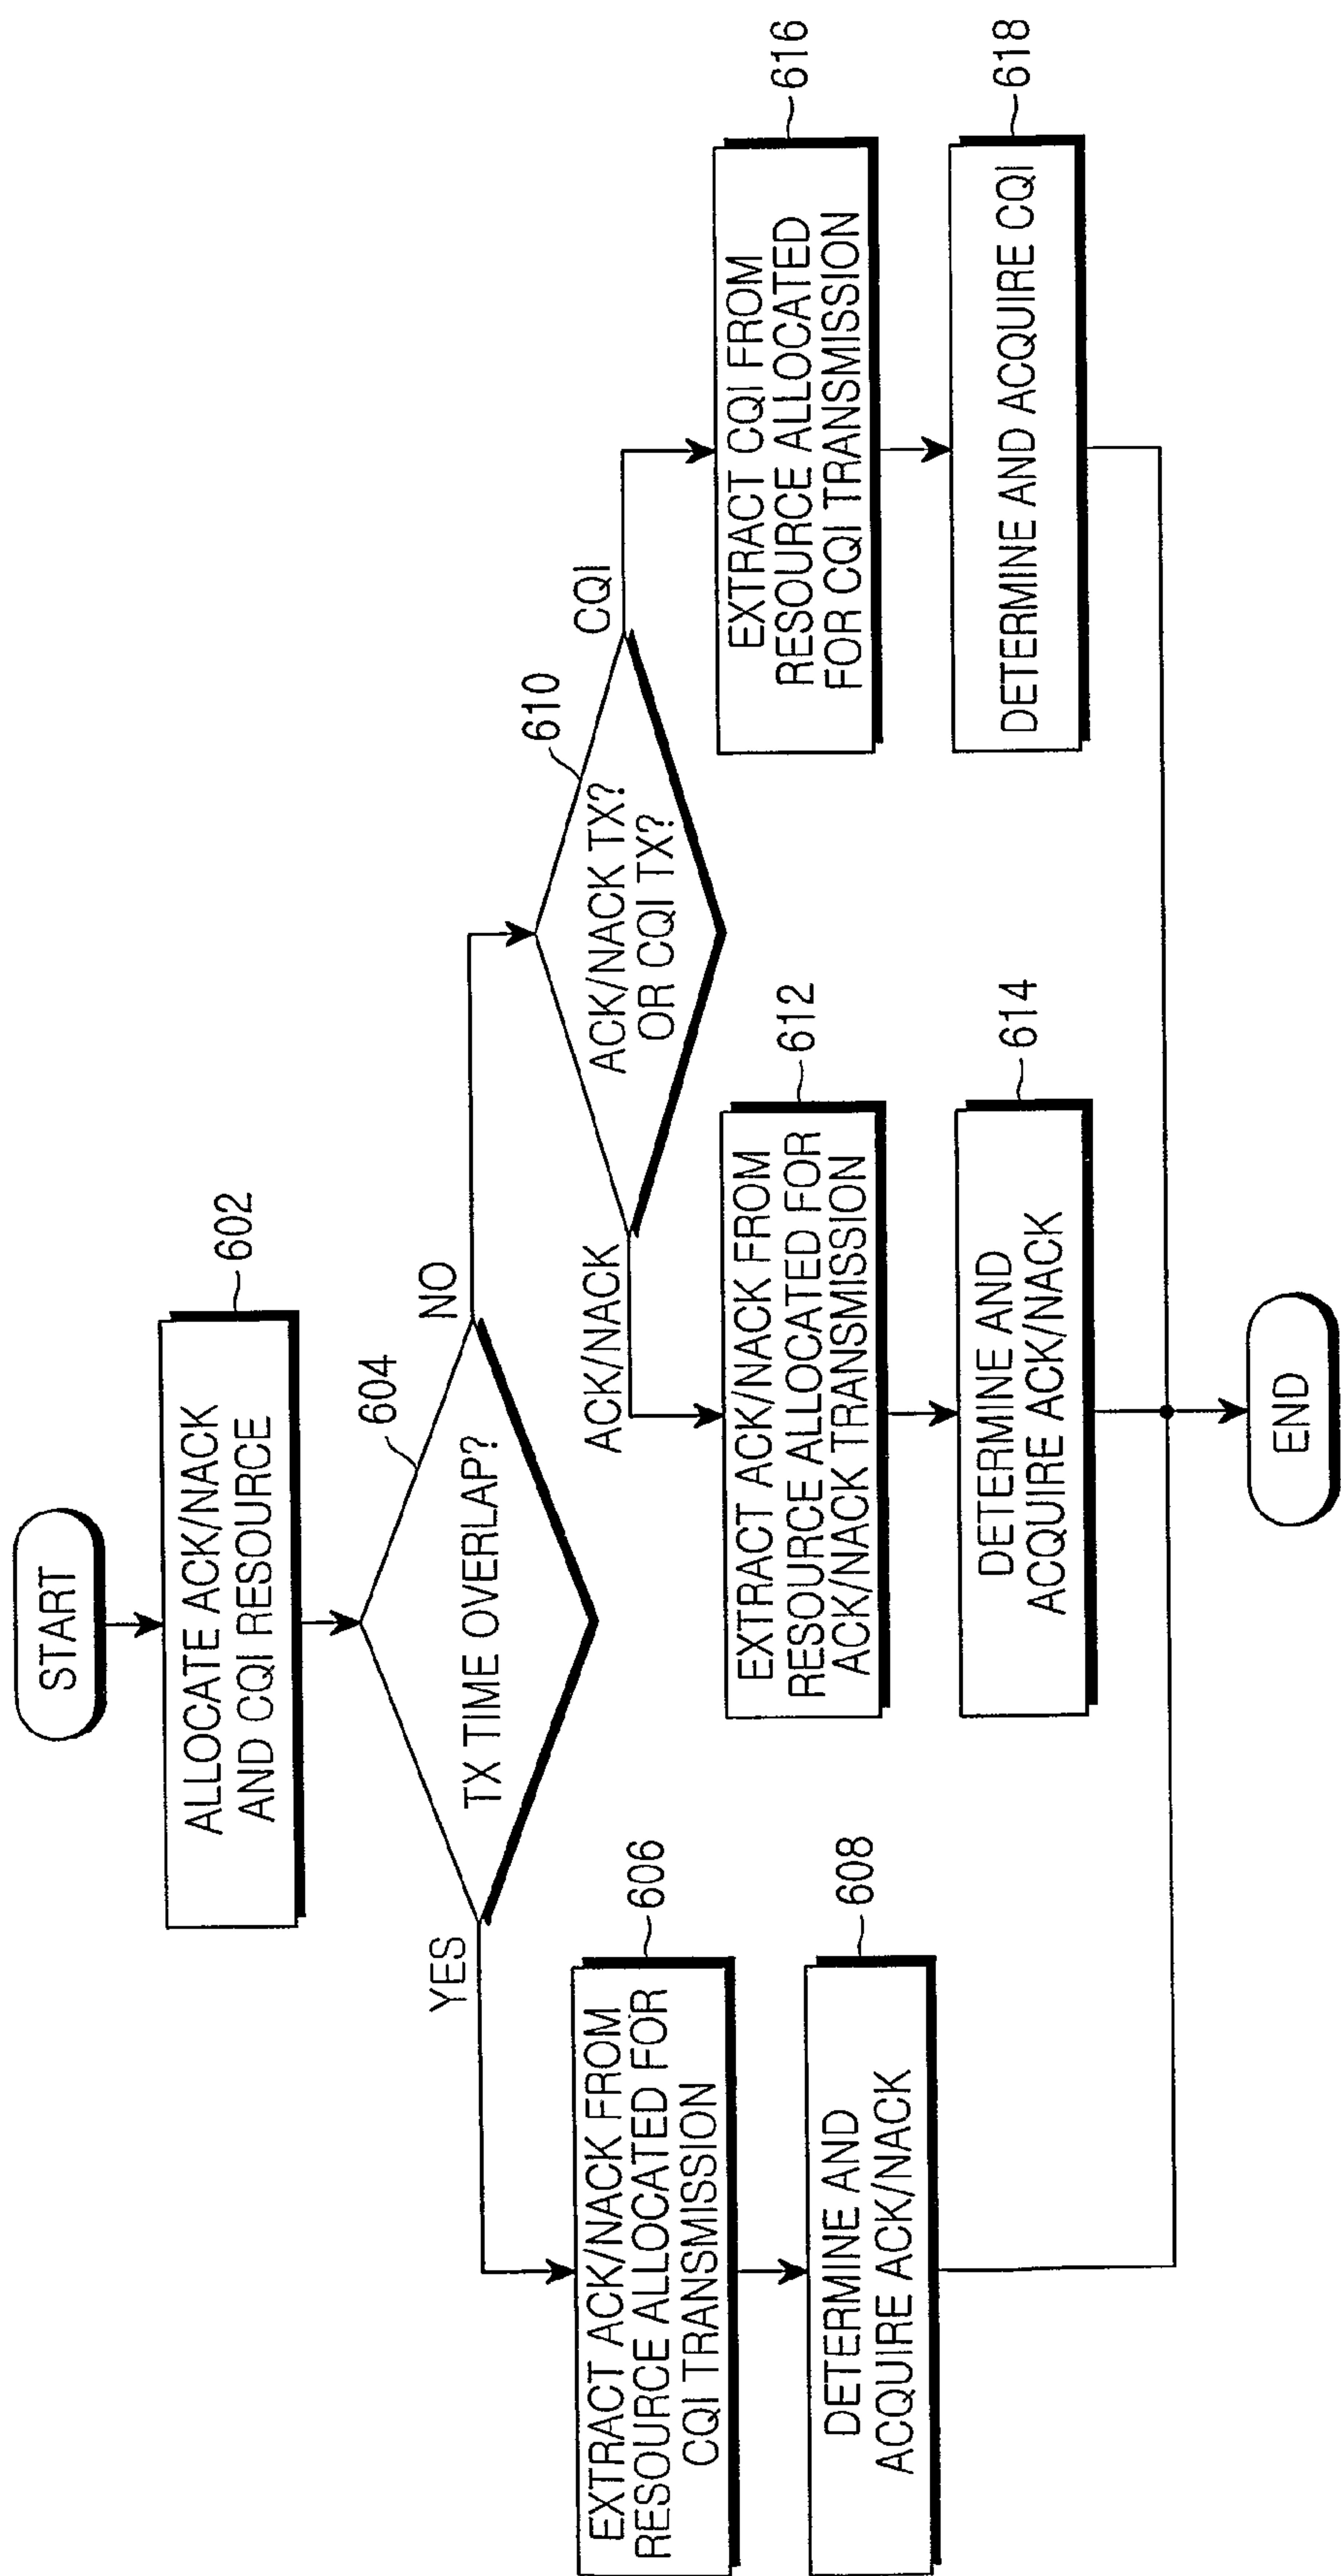 START
ALLOCATE ACK/NACK
AND CQI RESOURCE
602
TX TIME OVERLAP?
604
YES
NO
EXTRACT ACK/NACK FROM
RESOURCE ALLOCATED FOR
CQI TRANSMISSION
606
DETERMINE AND
ACQUIRE ACK/NACK
608
ACK/NACK TX?
OR CQI TX?
610
ACK/NACK
CQI
EXTRACT ACK/NACK FROM
RESOURCE ALLOCATED FOR
ACK/NACK TRANSMISSION
612
DETERMINE AND
ACQUIRE ACK/NACK
614
EXTRACT CQI FROM
RESOURCE ALLOCATED
FOR CQI TRANSMISSION
616
DETERMINE AND ACQUIRE CQI
618
END